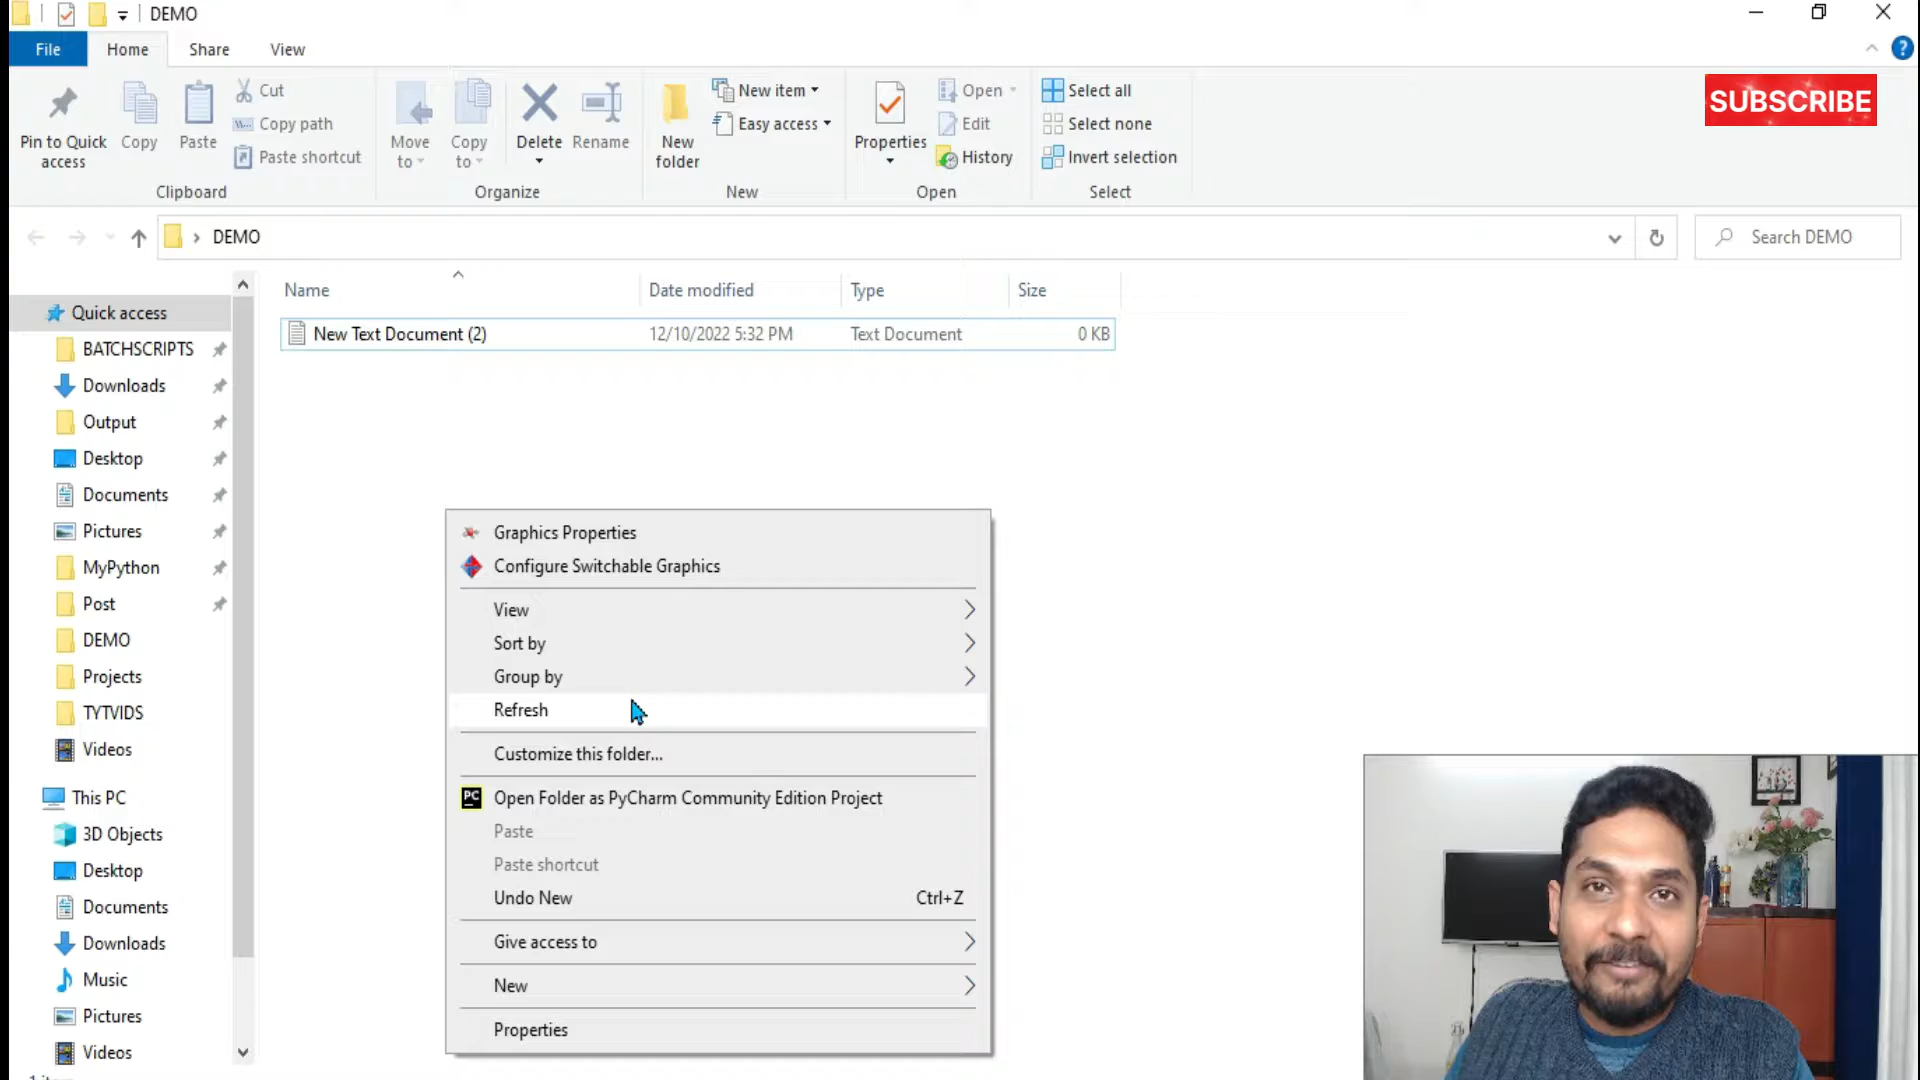 DEMO
File
Home
Share
View
SUBSCRIBE
Pin to Quick
access
Copy
Paste
Cut
Copy path
Paste shortcut
Clipboard
Move
to
Copy
to
Delete
Rename
Organize
New
folder
New item
Easy access
New
Properties
Open
Edit
History
Open
Select all
Select none
Invert selection
Select
DEMO
Search DEMO
Name
Date modified
Type
Size
New Text Document (2)
12/10/2022 5:32 PM
Text Document
0 KB
Quick access
BATCHSCRIPTS
Downloads
Output
Desktop
Documents
Pictures
MyPython
Post
DEMO
Projects
TYTVIDS
Videos
This PC
3D Objects
Desktop
Documents
Downloads
Music
Pictures
Videos
Graphics Properties
Configure Switchable Graphics
View
Sort by
Group by
Refresh
Customize this folder...
PC Open Folder as PyCharm Community Edition Project
Paste
Paste shortcut
Undo New Ctrl+Z
Give access to
New
Properties